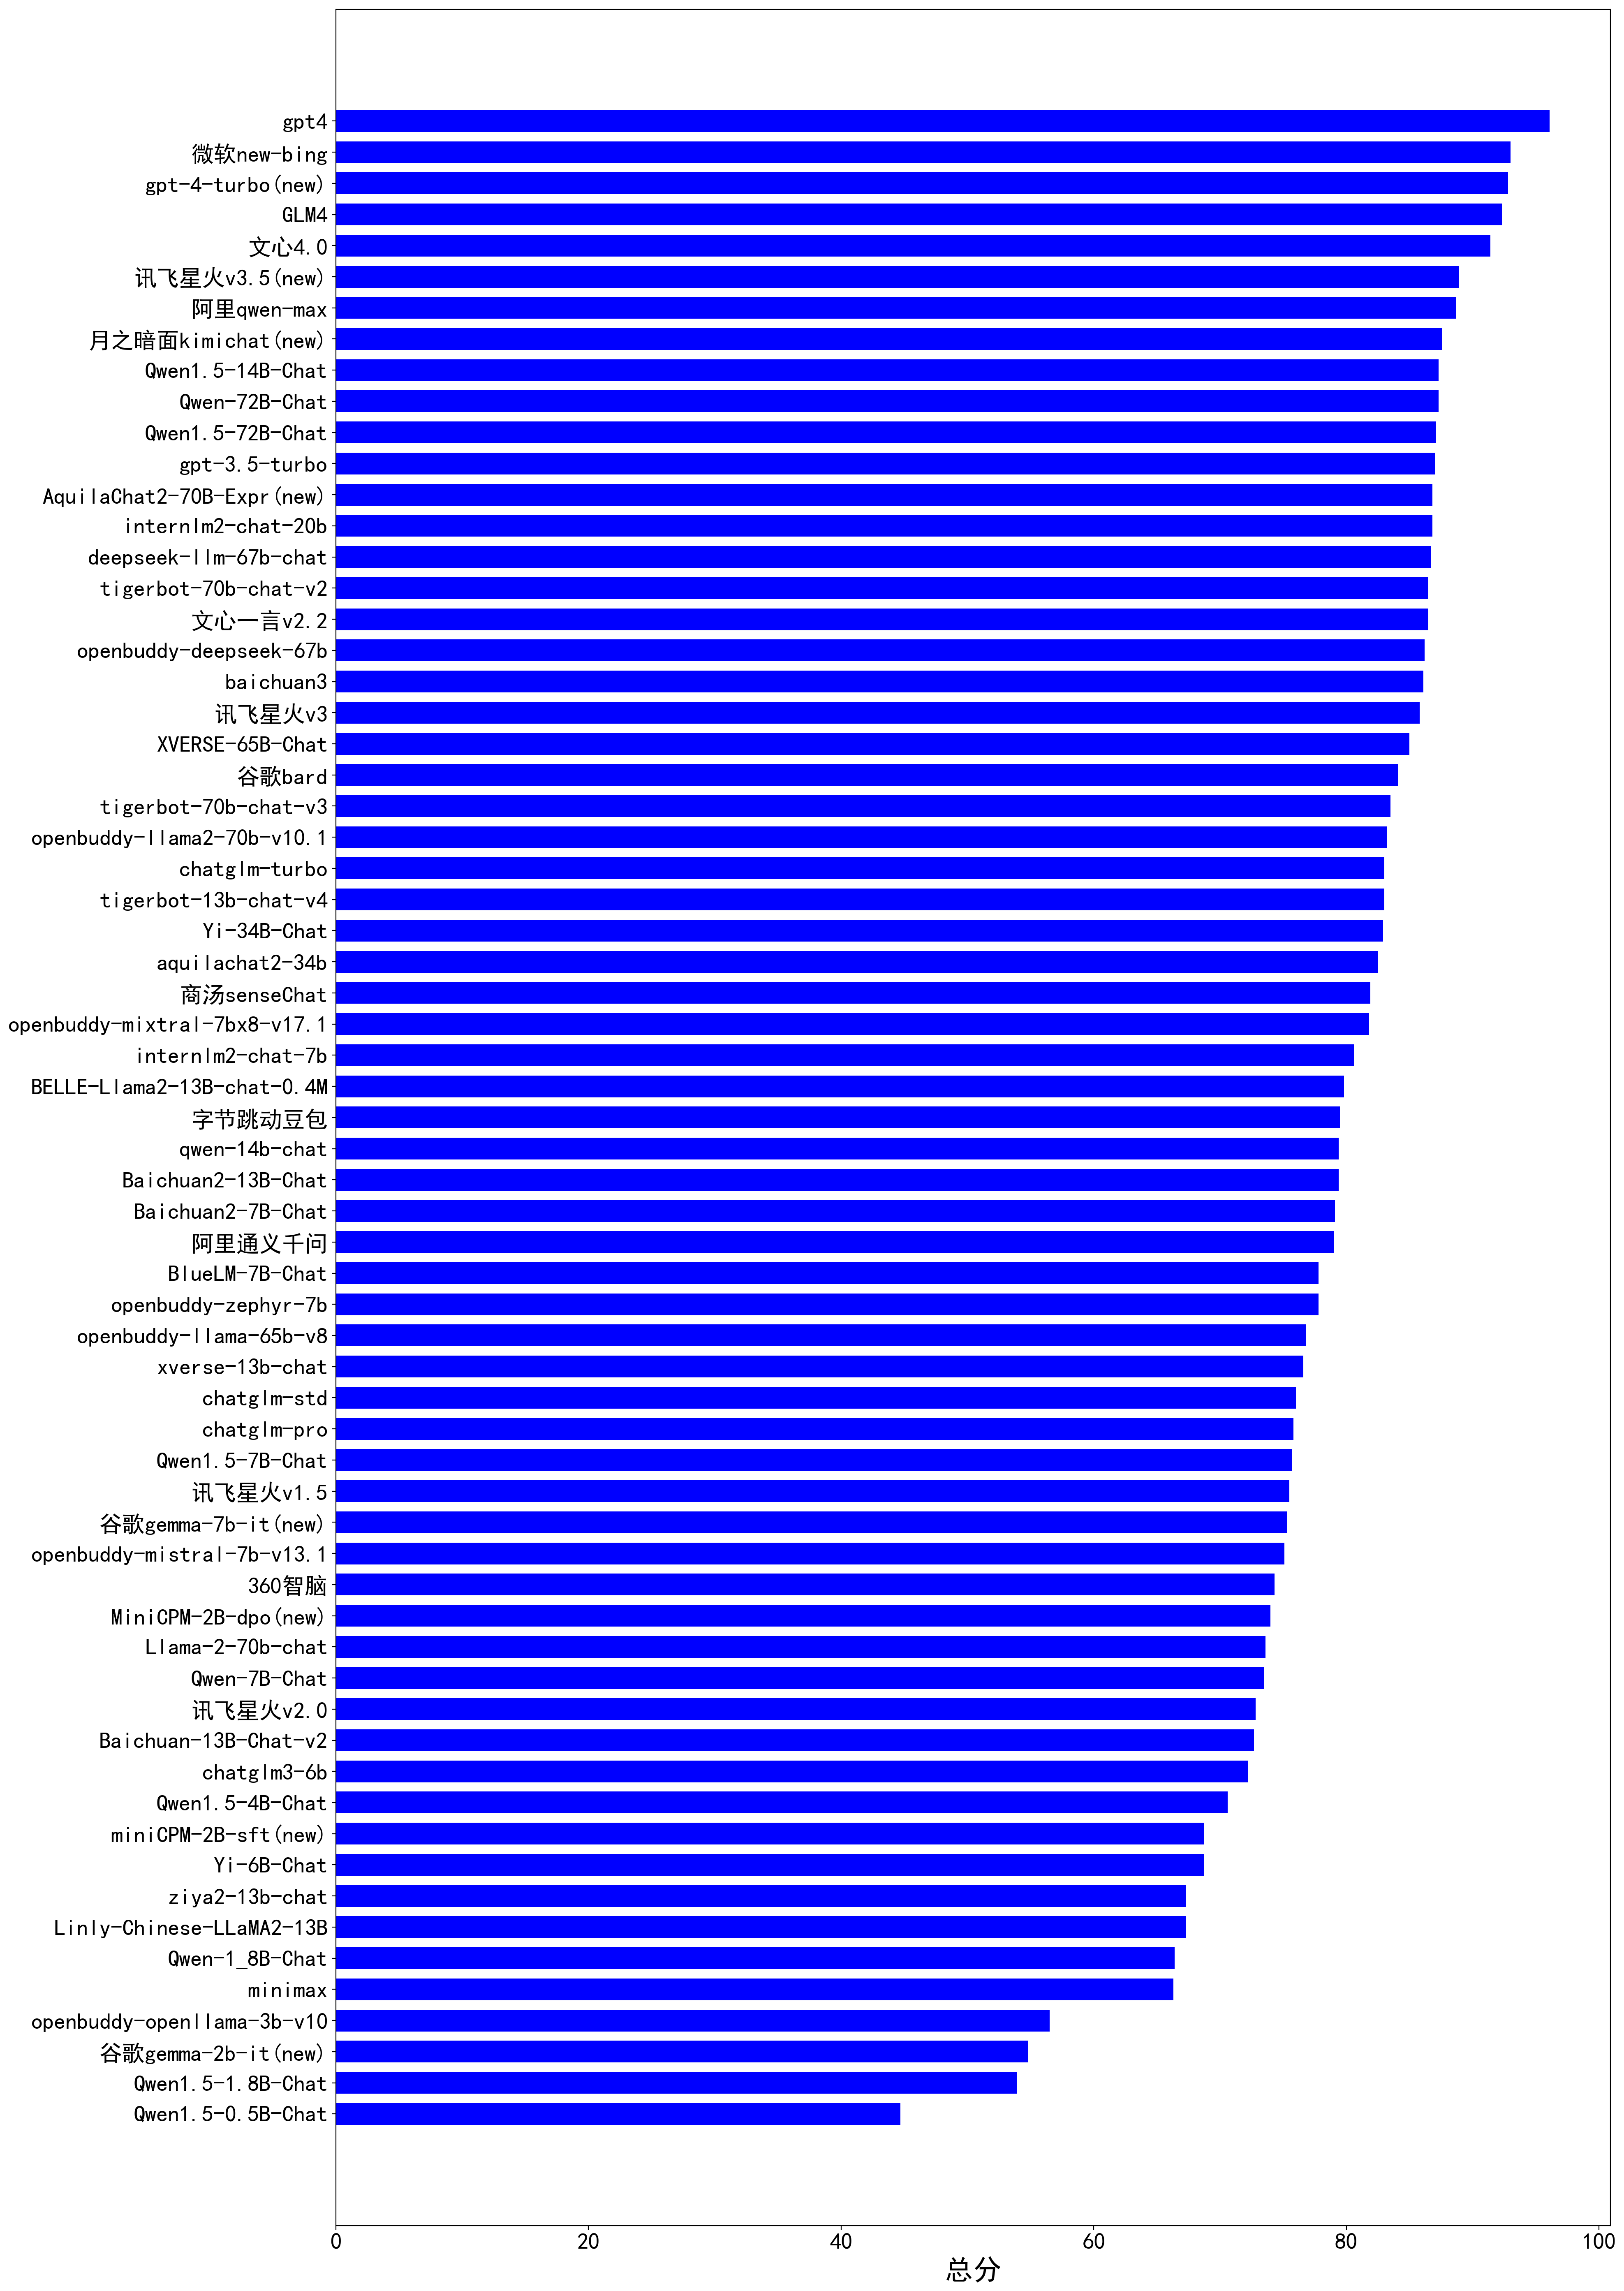 gpt4
微软new-bing
gpt-4-turbo(new)
GLM4
文心4.0
讯飞星火v3.5(new)
阿里qwen-max
月之暗面kimichat(new)
Qwen1.5-14B-Chat
Qwen-72B-Chat
Qwen1.5-72B-Chat
gpt-3.5-turbo
AquilaChat2-70B-Expr(new)
internlm2-chat-20b
deepseek-llm-67b-chat
tigerbot-70b-chat-v2
文心一言v2.2
openbuddy-deepseek-67b
baichuan3
讯飞星火v3
XVERSE-65B-Chat
谷歌bard
tigerbot-70b-chat-v3
openbuddy-llama2-70b-v10.1
chatglm-turbo
tigerbot-13b-chat-v4
Yi-34B-Chat
aquilachat2-34b
商汤senseChat
openbuddy-mixtral-7bx8-v17.1
internlm2-chat-7b
BELLE-Llama2-13B-chat-0.4M
字节跳动豆包
qwen-14b-chat
Baichuan2-13B-Chat
Baichuan2-7B-Chat
阿里通义千问
BlueLM-7B-Chat
openbuddy-zephyr-7b
openbuddy-llama-65b-v8
xverse-13b-chat
chatglm-std
chatglm-pro
Qwen1.5-7B-Chat
讯飞星火v1.5
谷歌gemma-7b-it(new)
openbuddy-mistral-7b-v13.1
360智脑
MiniCPM-2B-dpo(new)
Llama-2-70b-chat
Qwen-7B-Chat
讯飞星火v2.0
Baichuan-13B-Chat-v2
chatglm3-6b
Qwen1.5-4B-Chat
miniCPM-2B-sft(new)
Yi-6B-Chat
ziya2-13b-chat
Linly-Chinese-LLaMA2-13B
Qwen-1_8B-Chat
minimax
openbuddy-openllama-3b-v10
谷歌gemma-2b-it(new)
Qwen1.5-1.8B-Chat
Qwen1.5-0.5B-Chat
0 20 40 60 80 100
总分